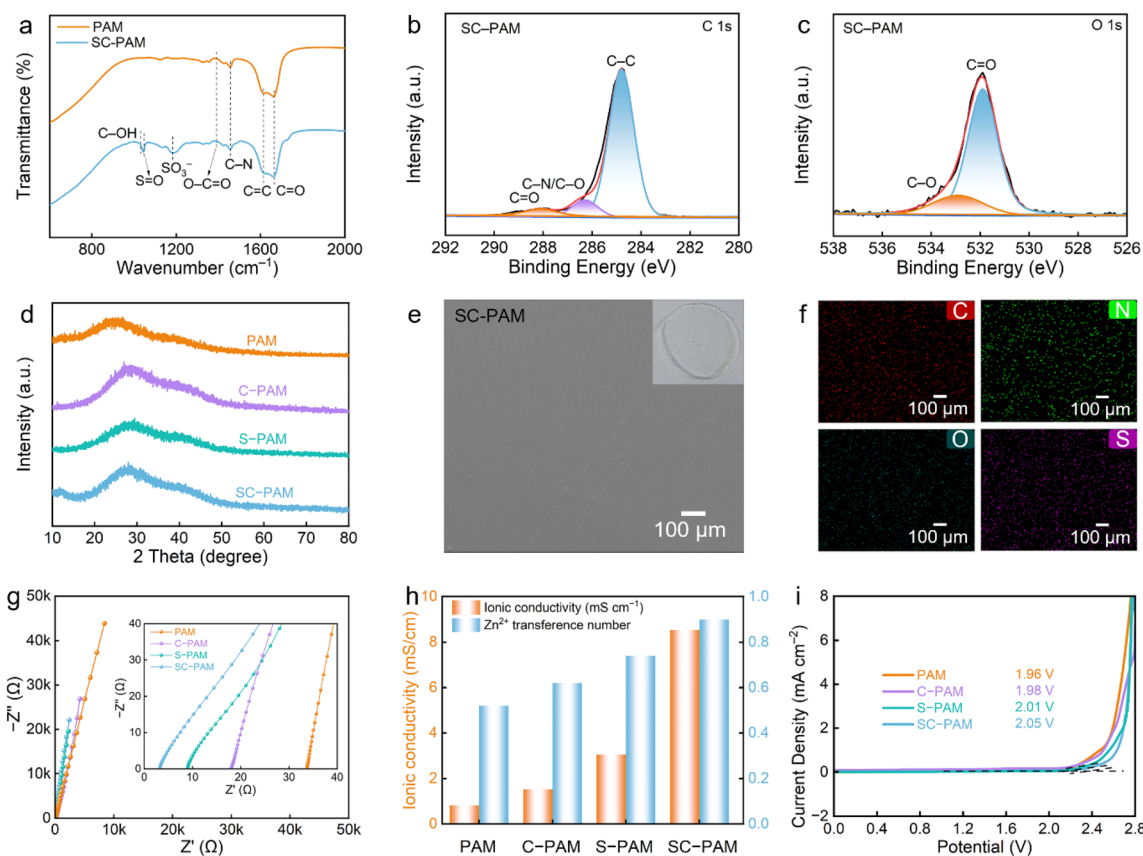 a
PAM
SC-PAM
C–OH
S=O
SO₃⁻
O–C=O
C–N
C=C
C=O
Transmittance (%)
800 1200 1600 2000
Wavenumber (cm⁻¹)
b
SC–PAM
C 1s
C–C
C–N/C–O
C=O
Intensity (a.u.)
292 290 288 286 284 282 280
Binding Energy (eV)
c
SC–PAM
O 1s
C=O
C–O
Intensity (a.u.)
538 536 534 532 530 528 526
Binding Energy (eV)
d
PAM
C–PAM
S–PAM
SC–PAM
Intensity (a.u.)
10 20 30 40 50 60 70 80
2 Theta (degree)
e
SC-PAM
100 µm
f
C
100 µm
N
100 µm
O
100 µm
S
100 µm
g
50k
40k
30k
20k
10k
0
−Z" (Ω)
0 10k 20k 30k 40k 50k
Z' (Ω)
PAM
C–PAM
S–PAM
SC–PAM
40
30
20
10
0
−Z" (Ω)
0 10 20 30 40
Z' (Ω)
h
Ionic conductivity (mS cm⁻¹)
Zn²⁺ transference number
Ionic conductivity (mS/cm)
10
8
6
4
2
0
1.0
0.8
0.6
0.4
0.2
0.0
PAM C–PAM S–PAM SC–PAM
i
PAM 1.96 V
C–PAM 1.98 V
S–PAM 2.01 V
SC–PAM 2.05 V
Current Density (mA cm⁻²)
8
6
4
2
0
−2
0.0 0.6 1.2 1.8 2.0 2.4 2.8
Potential (V)